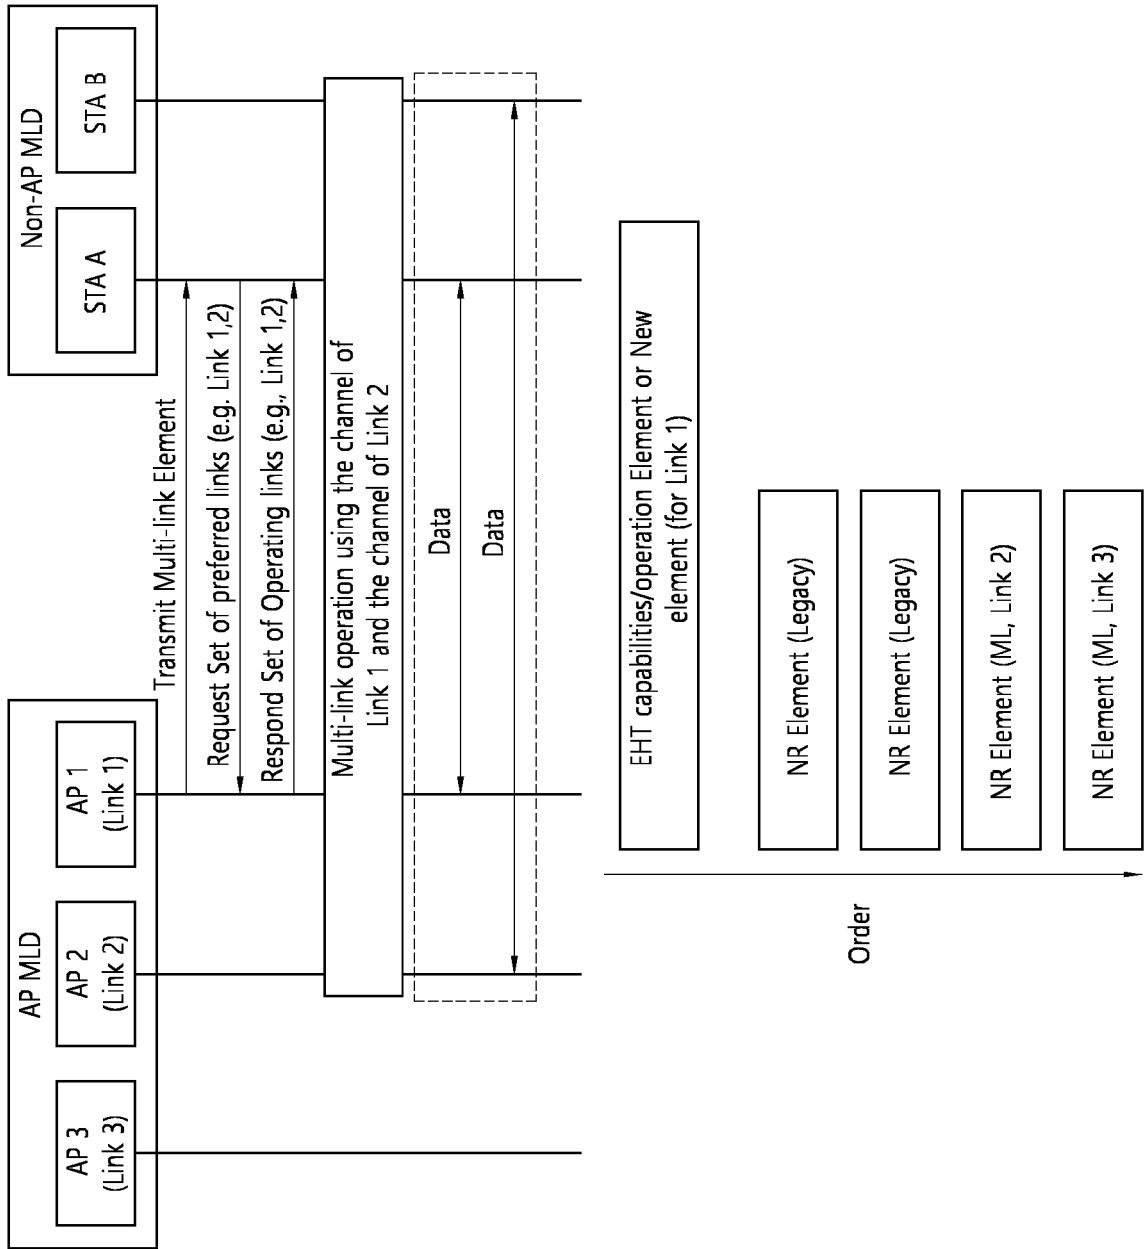 AP MLD
AP 3
(Link 3)
AP 2
(Link 2)
AP 1
(Link 1)
Non-AP MLD
STA A
STA B
Transmit Multi-link Element
Request Set of preferred links (e.g. Link 1,2)
Respond Set of Operating links (e.g., Link 1,2)
Multi-link operation using the channel of
Link 1 and the channel of Link 2
Data
Data
EHT capabilities/operation Element or New
element (for Link 1)
Order
NR Element (Legacy)
NR Element (Legacy)
NR Element (ML, Link 2)
NR Element (ML, Link 3)